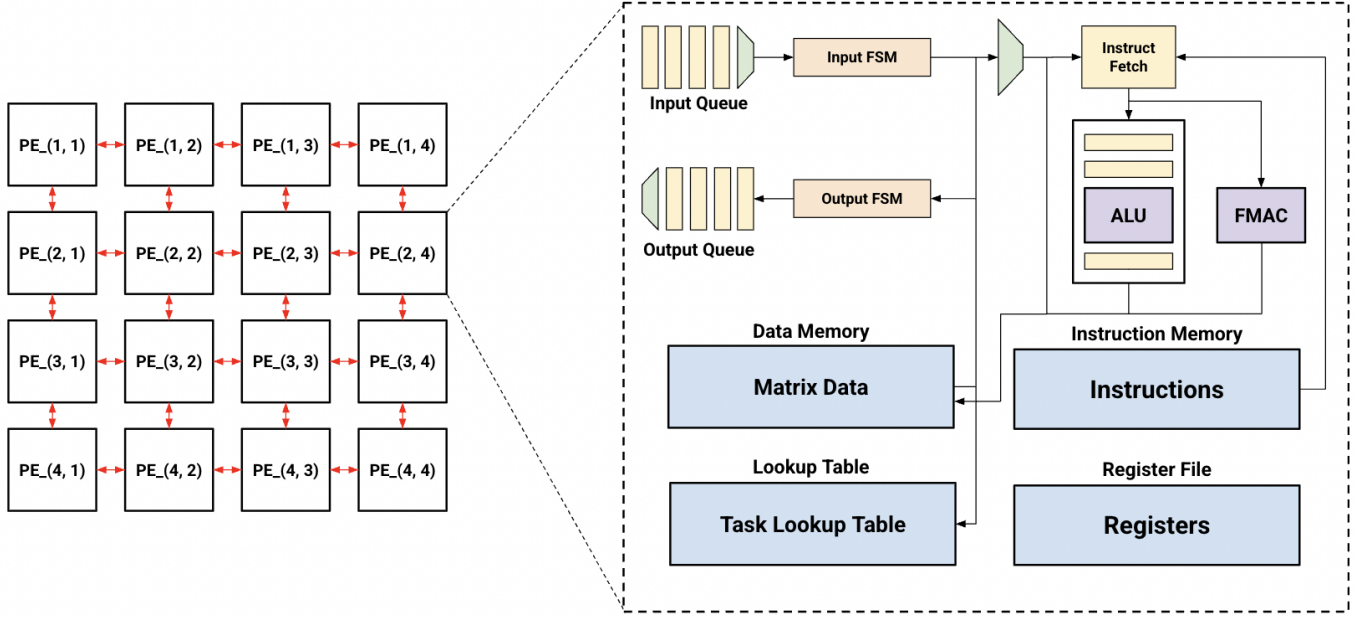 PE_(1, 1) PE_(1, 2) PE_(1, 3) PE_(1, 4)
PE_(2, 1) PE_(2, 2) PE_(2, 3) PE_(2, 4)
PE_(3, 1) PE_(3, 2) PE_(3, 3) PE_(3, 4)
PE_(4, 1) PE_(4, 2) PE_(4, 3) PE_(4, 4)
Input FSM
Input Queue
Instruct
Fetch
Output FSM
Output Queue
ALU
FMAC
Data Memory
Matrix Data
Instruction Memory
Instructions
Lookup Table
Task Lookup Table
Register File
Registers